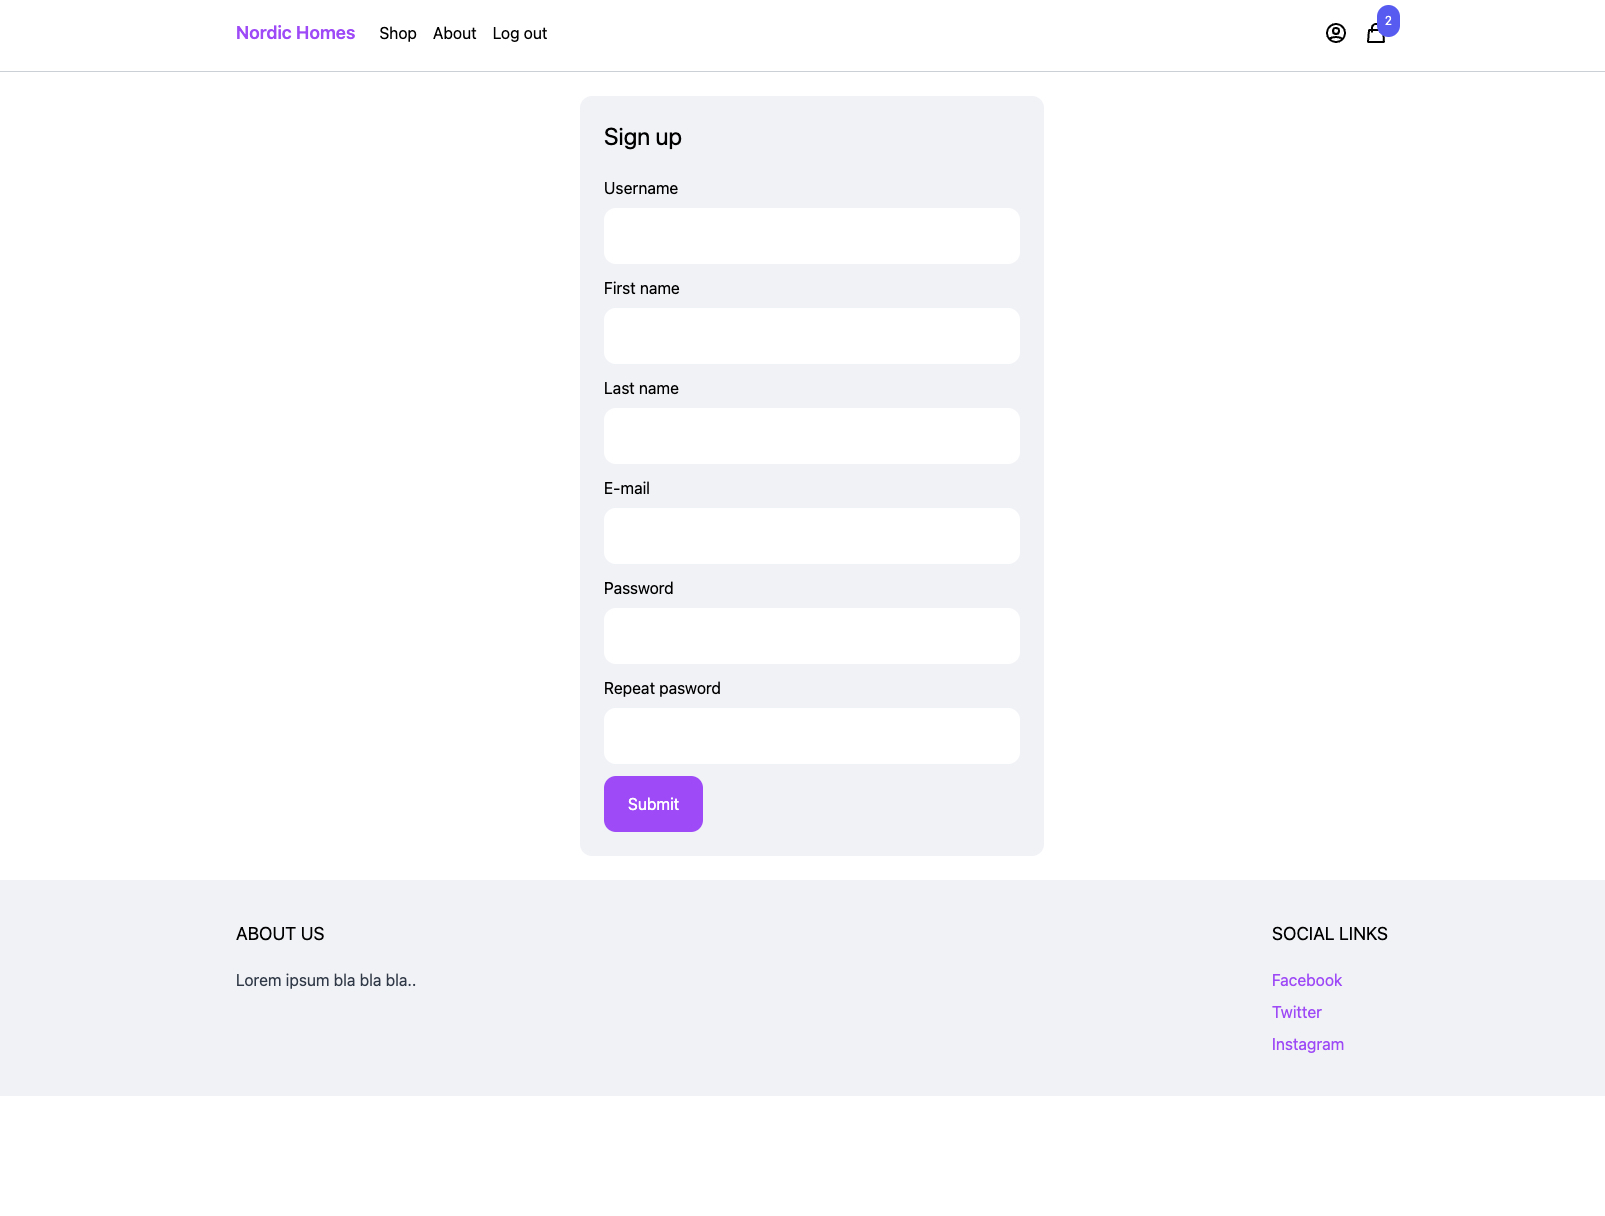 Nordic Homes Shop About Log out 2
Sign up
Username
First name
Last name
E-mail
Password
Repeat pasword
Submit
ABOUT US
Lorem ipsum bla bla bla..
SOCIAL LINKS
Facebook
Twitter
Instagram